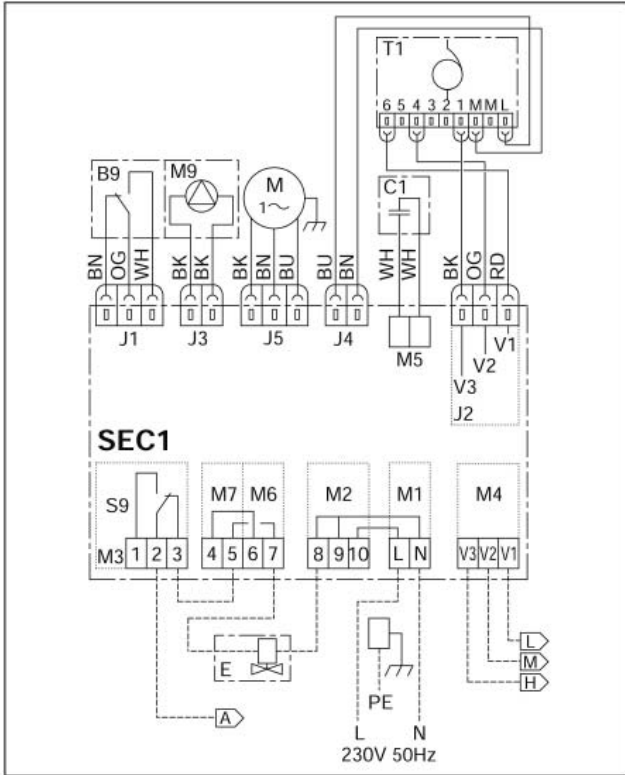 T1
6 5 4 3 2 1 M M L
B9
M9
M
1~
C1
BN OG WH
BK BK
BK BN BU
BU BN
WH WH
BK OG RD
J1
J3
J5
J4
M5
V1
V2
V3
J2
SEC1
S9
M7 M6
M2
M1
M4
M3 1 2 3
4 5 6 7
8 9 10
L N
V3 V2 V1
E
PE
L
M
H
A
L N
230V 50Hz